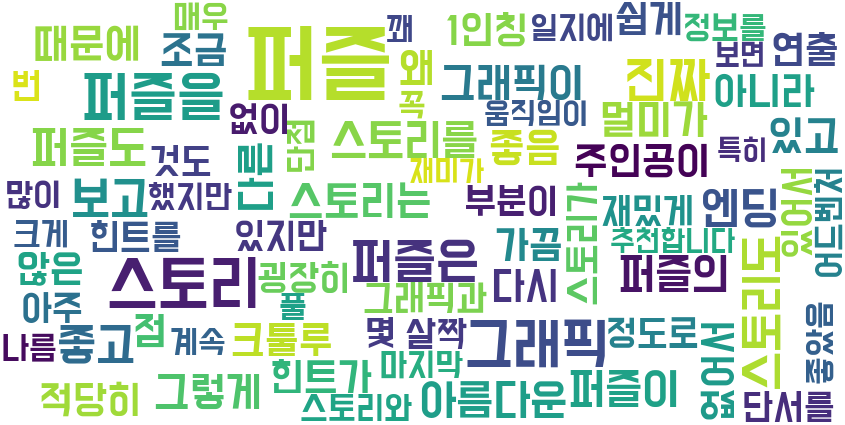 매우
퍼즐
깨
1인칭
일지에
쉽게
정보를
때문에
조금
왜
그래픽이
진짜
보면
연출
번
퍼즐을
꼭
움직임이
멀미가
아니라
없이
단점
스토리를
좋음
있고
퍼즐도
것도
다른
재미가
주인공이
특히
많이
보고
했지만
스토리는
부분이
스토리가
재밌게
엔딩
있어서
어드벤처
크게
힌트를
있지만
퍼즐은
가끔
추천합니다
않은
스토리
굉장히
다시
퍼즐의
스토리도
아주
점
풀
그래픽과
좋았음
나름
좋고
계속
크툴루
몇
살짝
그래픽
정도로
없어서
적당히
그렇게
힌트가
마지막
스토리와
아름다운
퍼즐이
단서를